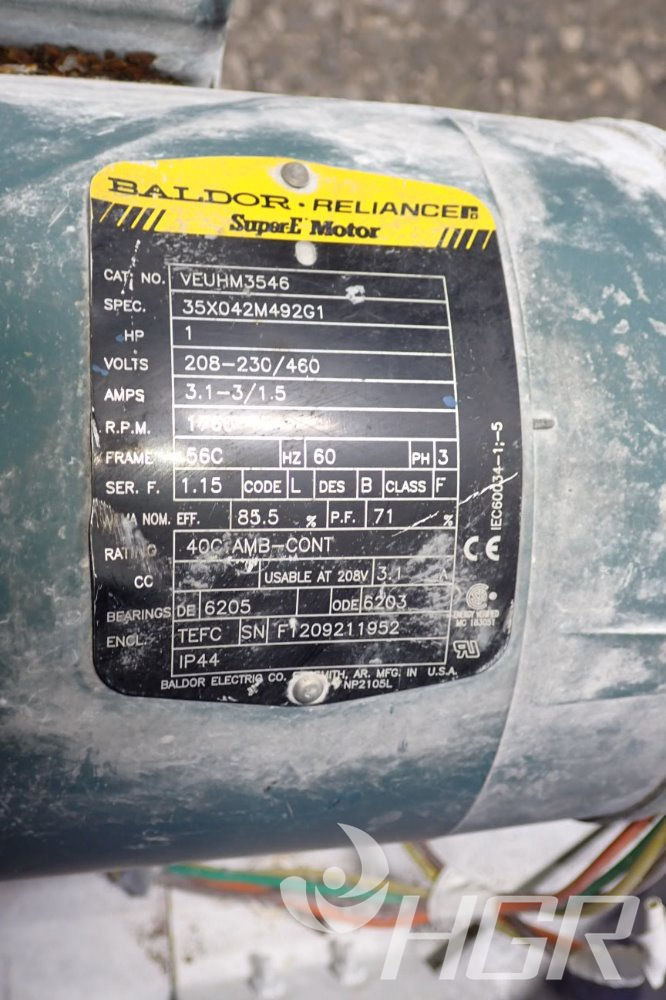 BALDOR · RELIANCE
Super-E Motor
CAT. NO. VEUHM3546
SPEC. 35X042M492G1
HP 1
VOLTS 208-230/460
AMPS 3.1-3/1.5
R.P.M.
FRAME 56C HZ 60 PH 3
SER. F. 1.15 CODE L DES B CLASS F
NOM. EFF. 85.5 % P.F. 71 %
RATING 40C AMB-CONT
CC USABLE AT 208V 3.1 A
BEARINGS DE 6205 ODE 6203
ENCL. TEFC SN F1209211952
IP44
BALDOR ELECTRIC CO. AR. MFG. IN U.S.A.
NP2105L
IEC60034-1:-5
CE
ENERGY VERIFIED
HGR